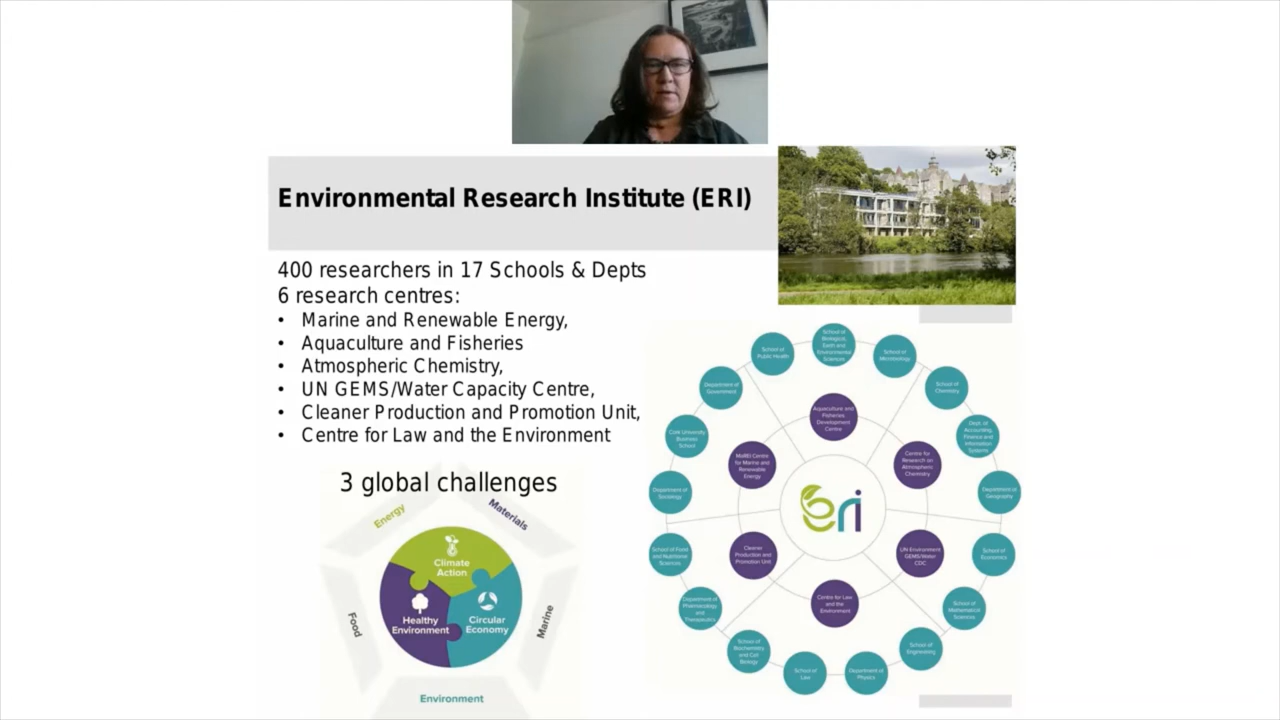 Environmental Research Institute (ERI)
400 researchers in 17 Schools & Depts
6 research centres:
• Marine and Renewable Energy,
• Aquaculture and Fisheries
• Atmospheric Chemistry,
• UN GEMS/Water Capacity Centre,
• Cleaner Production and Promotion Unit,
• Centre for Law and the Environment
3 global challenges
Energy
Materials
Climate
Action
Healthy
Environment
Circular
Economy
Food
Marine
Environment
School of
Biological,
Earth and
Environmental
Sciences
School of
Microbiology
School of
Chemistry
Dept. of
Accounting,
Finance and
Information
Systems
Department of
Geography
School of
Economics
School of
Mathematical
Sciences
School of
Engineering
Department of
Physics
School of
Law
School of
Biochemistry
and Cell
Biology
Department of
Pharmacology
and
Therapeutics
School of Food
and Nutritional
Sciences
Department of
Sociology
Cork University
Business
School
Department of
Government
School of
Public Health
Aquaculture and
Fisheries
Development
Centre
Centre for
Research on
Atmospheric
Chemistry
UN Environment
GEMS/Water
CDC
Centre for Law
and the
Environment
Cleaner
Production and
Promotion Unit
MaREI Centre
for Marine and
Renewable
Energy
eri